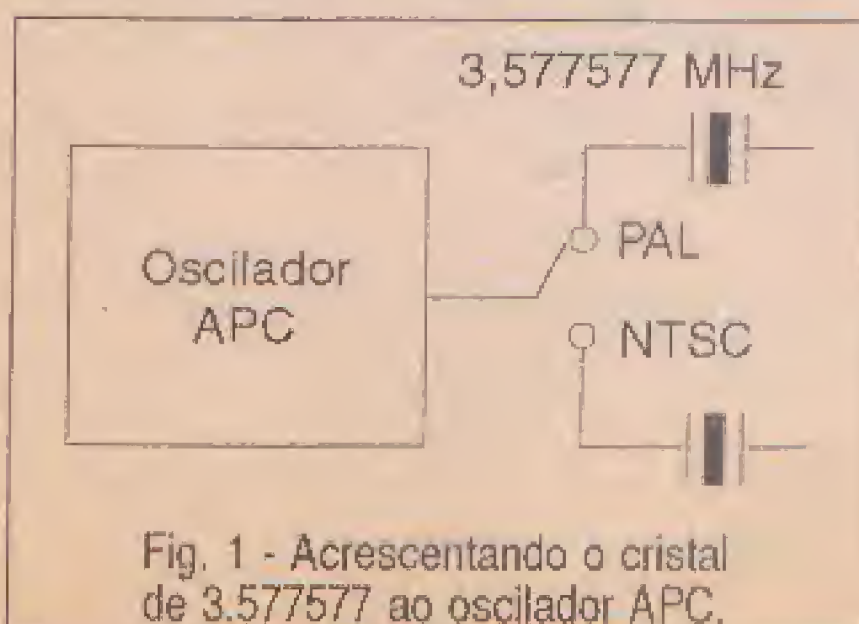 3,577577 MHz
PAL
Oscilador
APC
NTSC
Fig. 1 - Acrescentando o cristal
de 3.577577 ao oscilador APC.